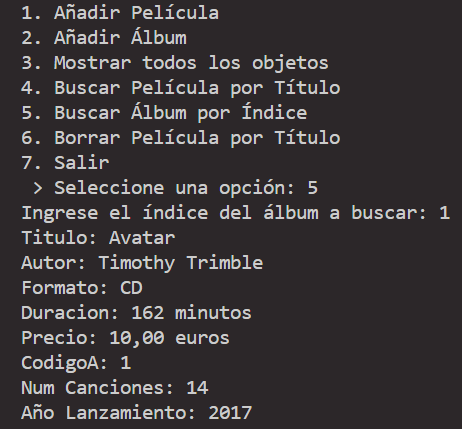 1. Añadir Película
2. Añadir Álbum
3. Mostrar todos los objetos
4. Buscar Película por Título
5. Buscar Álbum por Índice
6. Borrar Película por Título
7. Salir
> Seleccione una opción: 5
Ingrese el índice del álbum a buscar: 1
Titulo: Avatar
Autor: Timothy Trimble
Formato: CD
Duracion: 162 minutos
Precio: 10,00 euros
CodigoA: 1
Num Canciones: 14
Año Lanzamiento: 2017